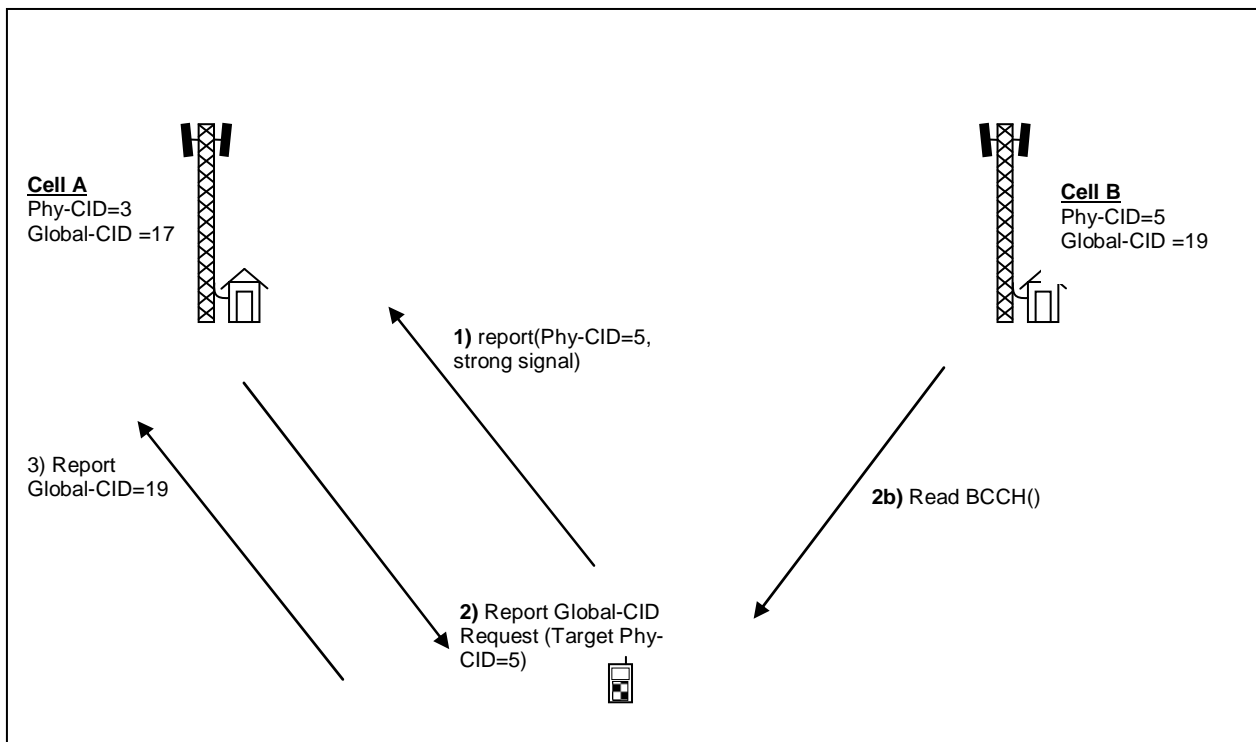 Cell A
Phy-CID=3
Global-CID =17
Cell B
Phy-CID=5
Global-CID =19
1) report(Phy-CID=5,
strong signal)
3) Report
Global-CID=19
2b) Read BCCH()
2) Report Global-CID
Request (Target Phy-
CID=5)